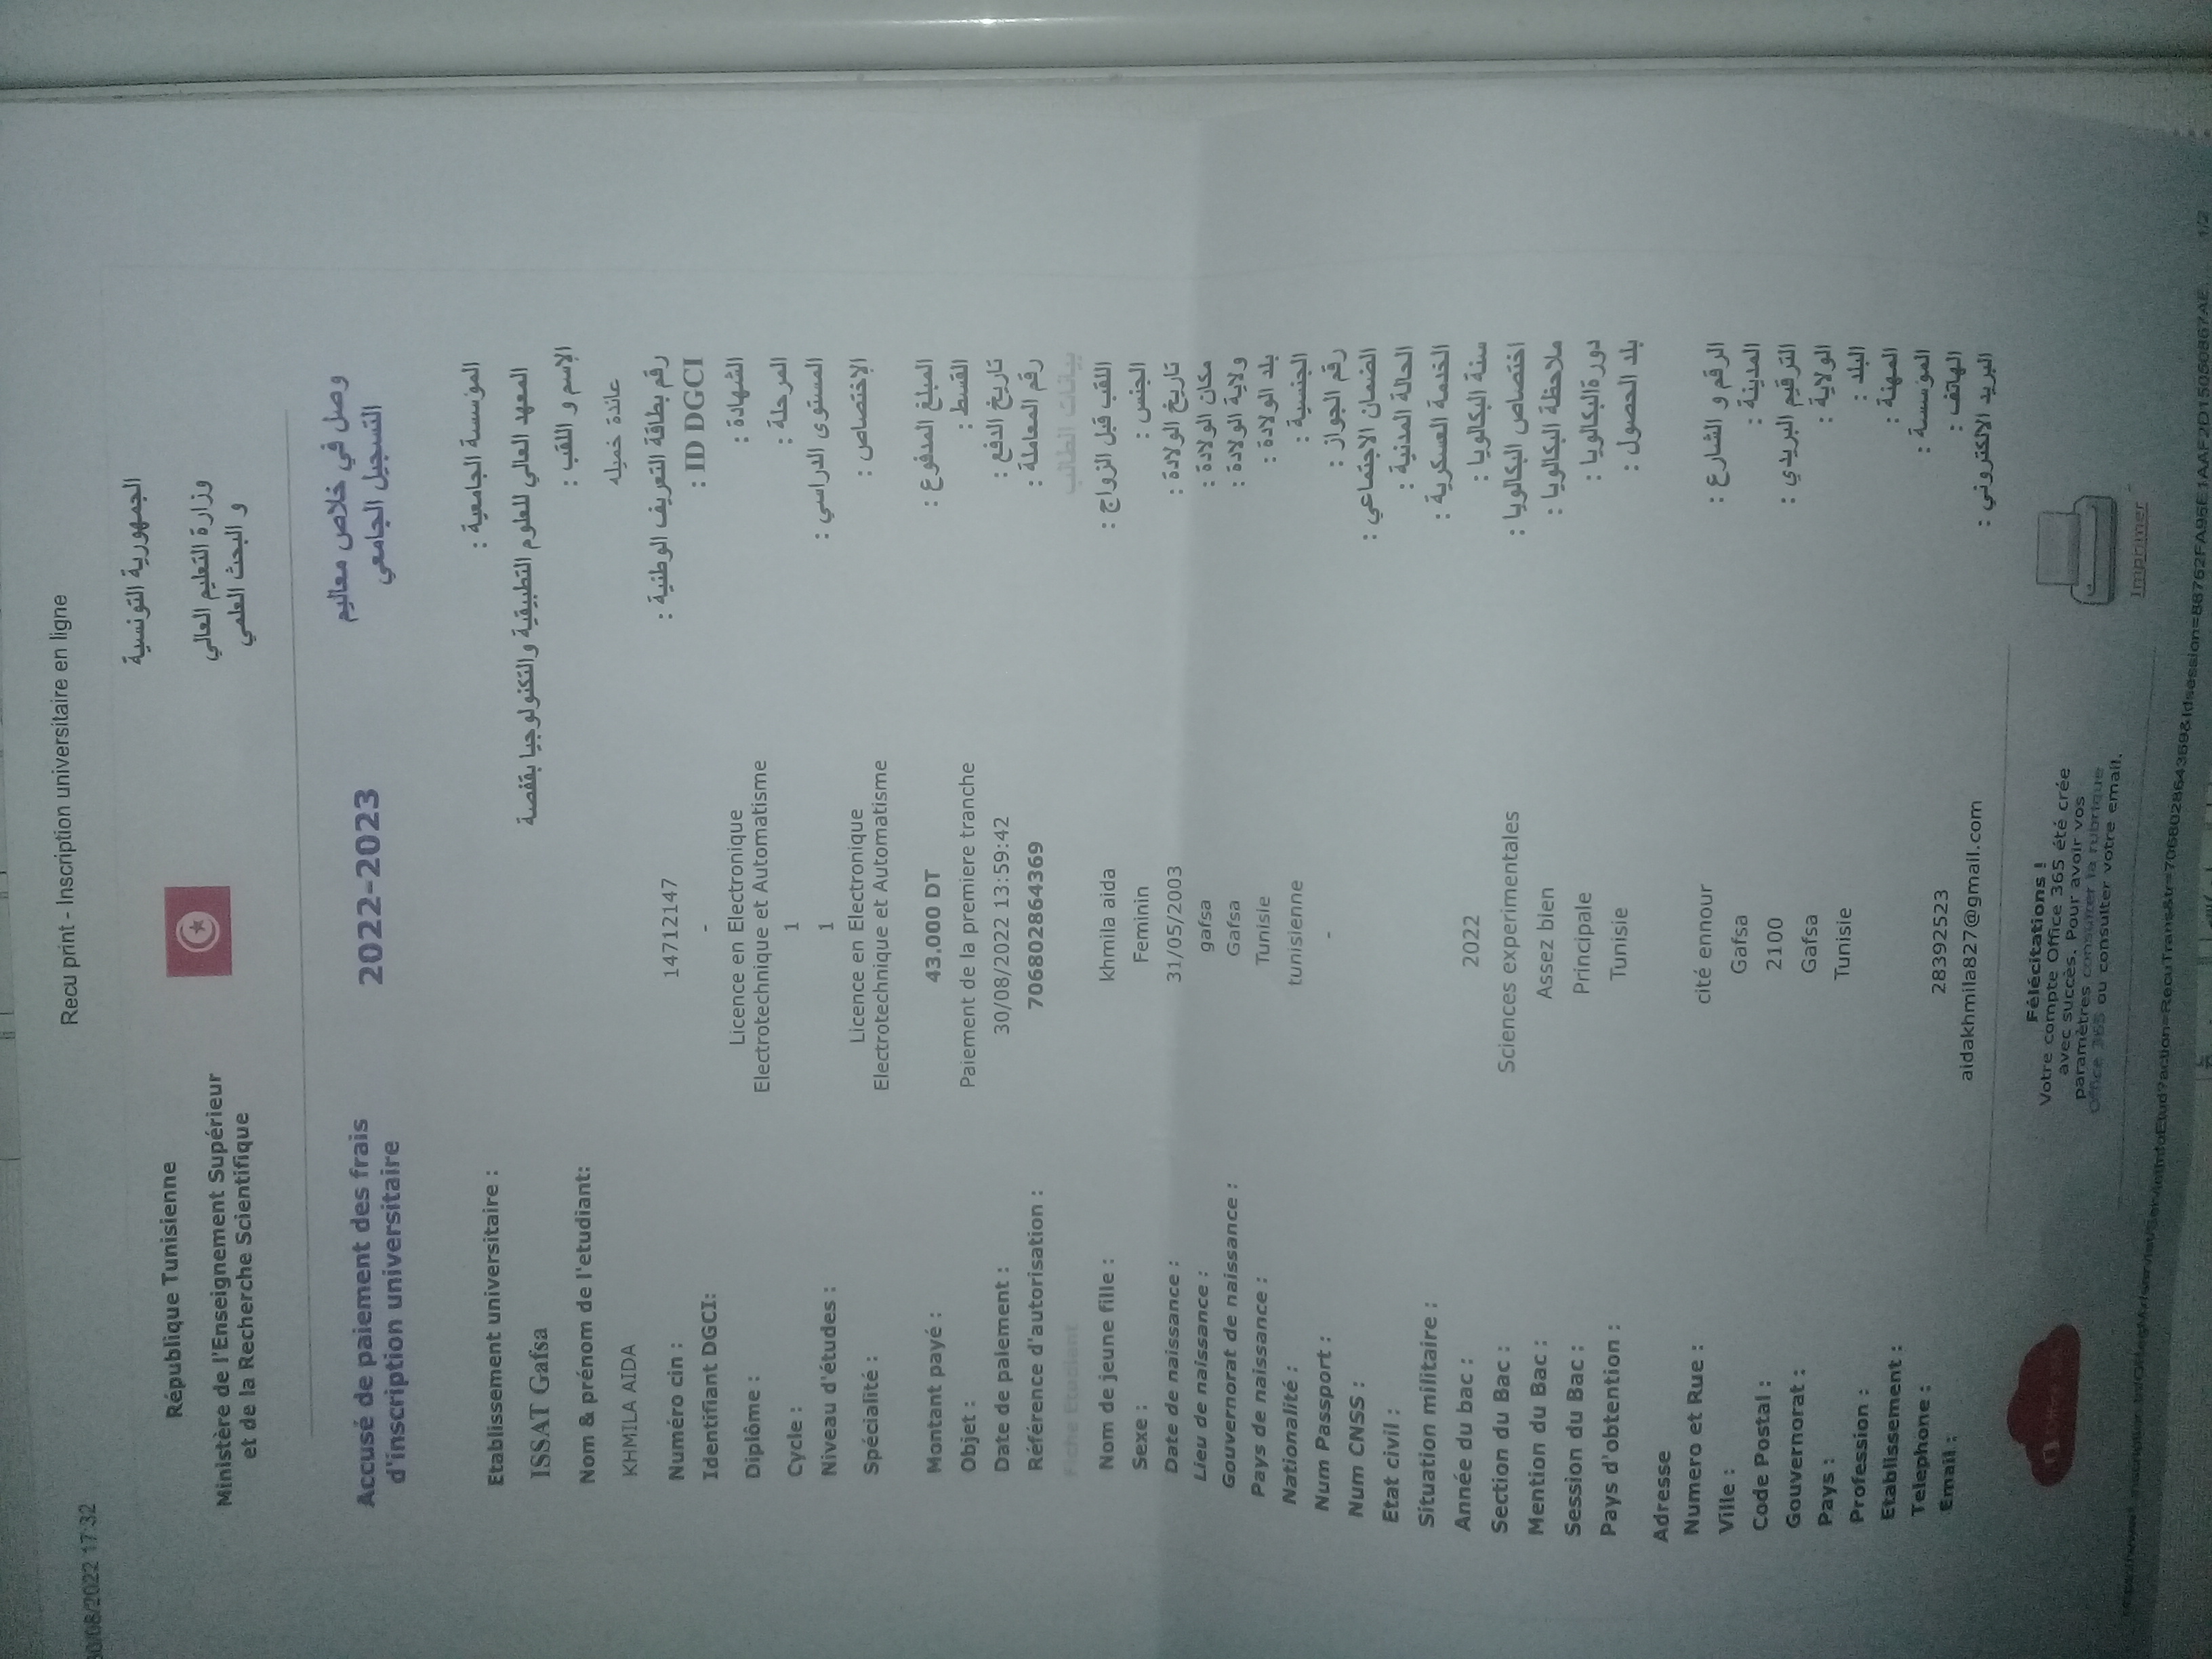 30/08/2022 17:32
Recu print - Inscription universitaire en ligne
République Tunisienne
Ministère de l'Enseignement Supérieur
et de la Recherche Scientifique
الجمهورية التونسية
وزارة التعليم العالي
و البحث العلمي
Accusé de paiement des frais
d'inscription universitaire
2022-2023
وصل في خلاص معاليم
التسجيل الجامعي
Etablissement universitaire :
المؤسسة الجامعية :
ISSAT Gafsa
المعهد العالي للعلوم التطبيقية والتكنولوجيا بقفصة
Nom & prénom de l'etudiant:
الإسم و اللقب :
KHMILA AIDA
عائدة خميله
Numéro cin : 14712147 رقم بطاقة التعريف الوطنية :
Identifiant DGCI: - ID DGCI :
Diplôme : Licence en Electronique
Electrotechnique et Automatisme الشهادة :
Cycle : 1 المرحلة :
Niveau d'études : 1 المستوى الدراسي :
Spécialité : Licence en Electronique
Electrotechnique et Automatisme الإختصاص :
Montant payé : 43.000 DT المبلغ المدفوع :
Objet : Paiement de la premiere tranche القسط :
Date de paiement : 30/08/2022 13:59:42 تاريخ الدفع :
Référence d'autorisation : 706802864369 رقم المعاملة :
Fiche Etudiant بيانات الطالب
Nom de jeune fille : khmila aida اللقب قبل الزواج :
Sexe : Feminin الجنس :
Date de naissance : 31/05/2003 تاريخ الولادة :
Lieu de naissance : gafsa مكان الولادة :
Gouvernorat de naissance : Gafsa ولاية الولادة :
Pays de naissance : Tunisie بلد الولادة :
Nationalité : tunisienne الجنسية :
Num Passport : - رقم الجواز :
Num CNSS : الضمان الاجتماعي :
Etat civil : الحالة المدنية :
Situation militaire : الخدمة العسكرية :
Année du bac : 2022 سنة البكالويا :
Section du Bac : Sciences experimentales اختصاص البكالويا :
Mention du Bac : Assez bien ملاحظة البكالويا :
Session du Bac : Principale دورةالبكالويا :
Pays d'obtention : Tunisie بلد الحصول :
Adresse
Numero et Rue : cité ennour الرقم و الشارع :
Ville : Gafsa المدينة :
Code Postal : 2100 الترقيم البريدي :
Gouvernorat : Gafsa الولاية :
Pays : Tunisie البلد :
Profession : المهنة :
Etablissement : المؤسسة :
Telephone : 28392523 الهاتف :
Email : aidakhmila827@gmail.com البريد الالكتروني :
Office 365
Félécitations !
Votre compte Office 365 été crée
avec succès. Pour avoir vos
paramètres consulter la rubrique
Office 365 ou consulter votre email.
Imprimer
1/2